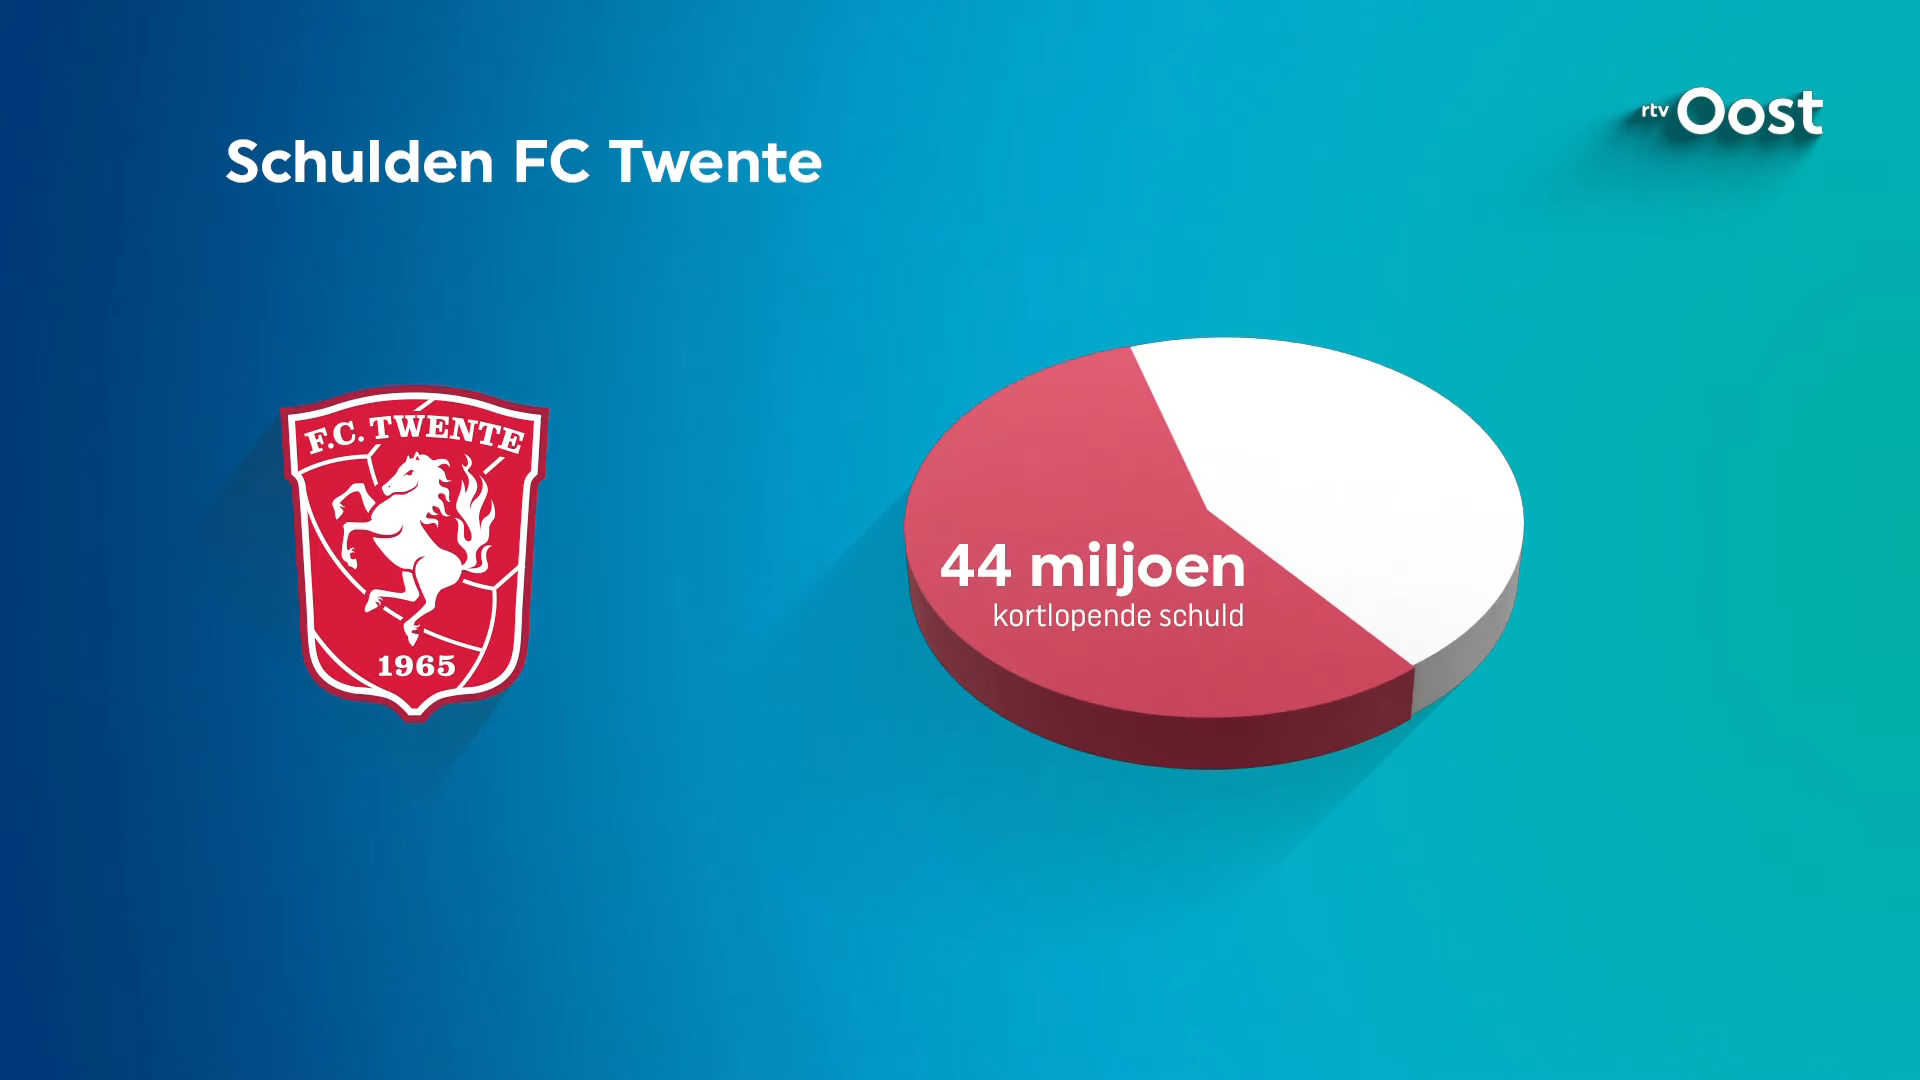 rtv Oost
Schulden FC Twente
F.C. TWENTE
1965
44 miljoen
kortlopende schuld